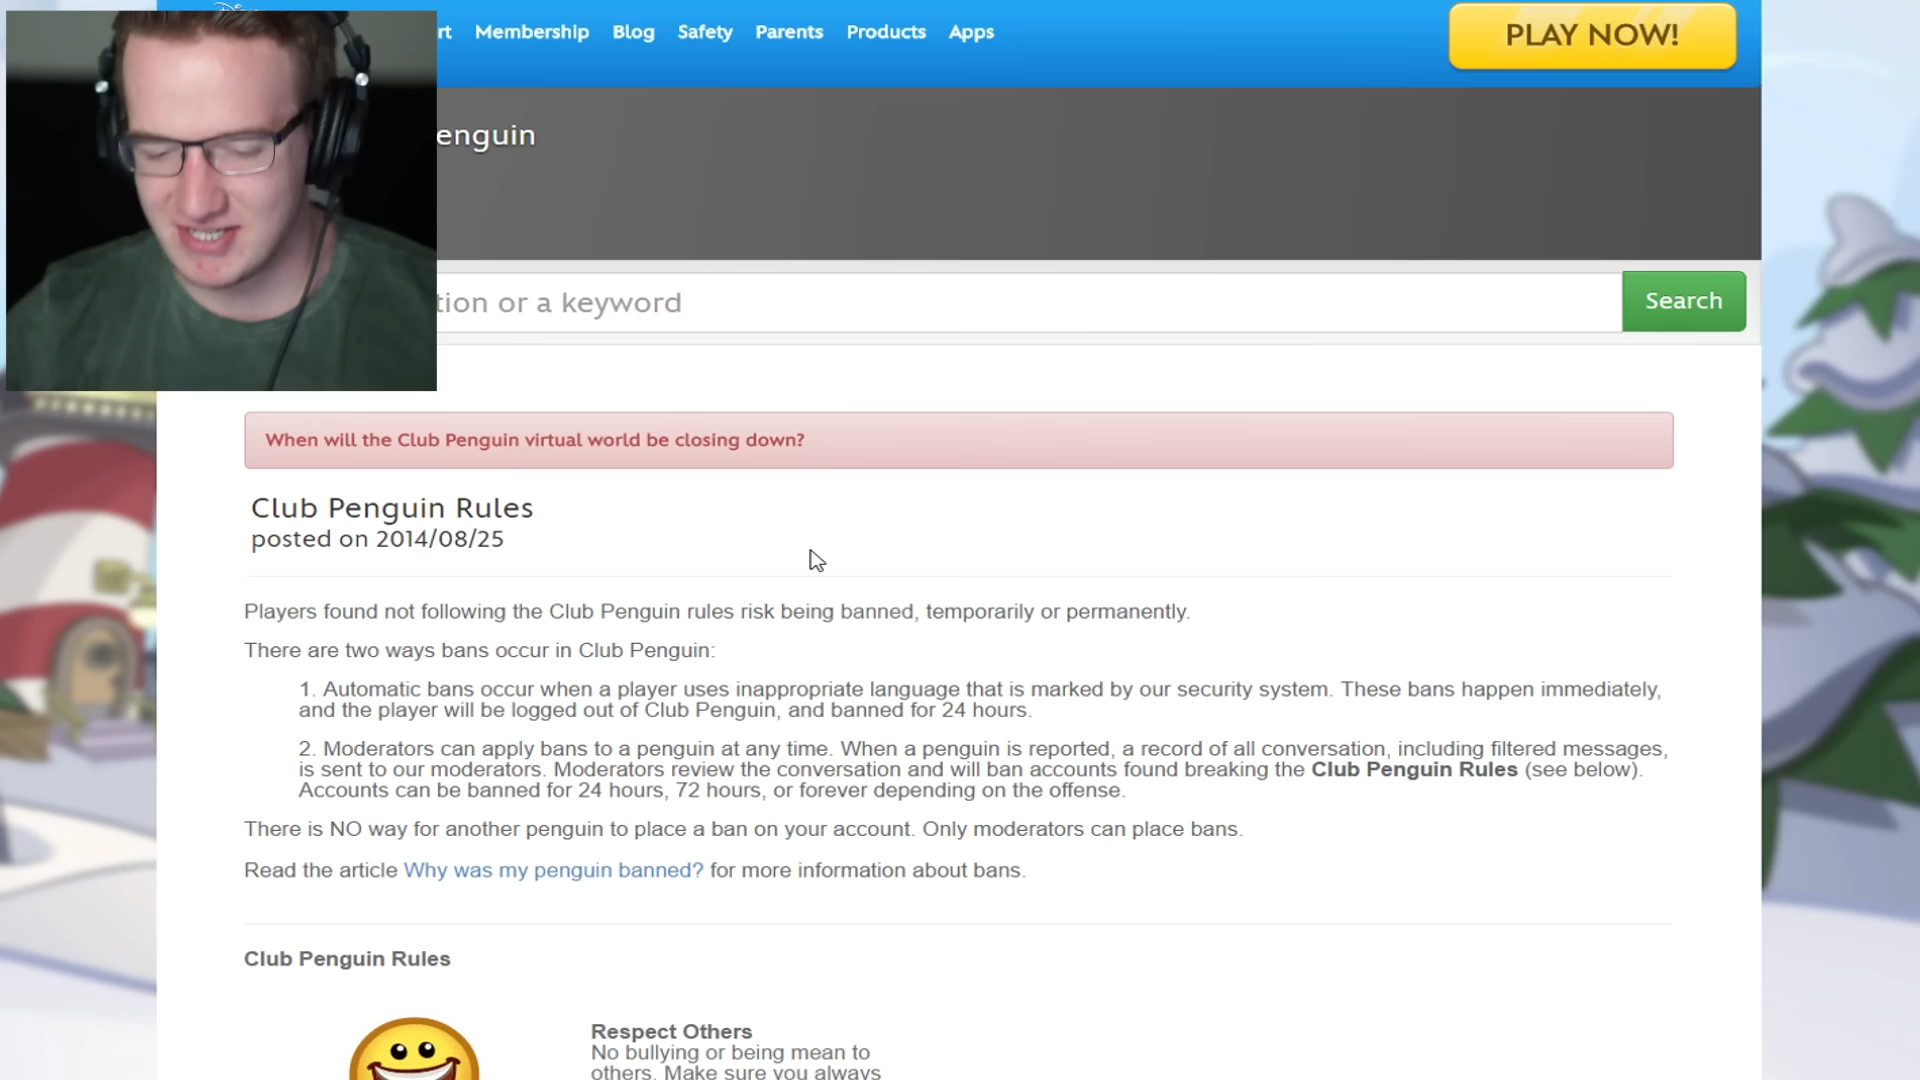 rt Membership Blog Safety Parents Products Apps
PLAY NOW!
enguin
tion or a keyword
Search
When will the Club Penguin virtual world be closing down?
Club Penguin Rules
posted on 2014/08/25
Players found not following the Club Penguin rules risk being banned, temporarily or permanently.
There are two ways bans occur in Club Penguin:
1. Automatic bans occur when a player uses inappropriate language that is marked by our security system. These bans happen immediately,
and the player will be logged out of Club Penguin, and banned for 24 hours.
2. Moderators can apply bans to a penguin at any time. When a penguin is reported, a record of all conversation, including filtered messages,
is sent to our moderators. Moderators review the conversation and will ban accounts found breaking the Club Penguin Rules (see below).
Accounts can be banned for 24 hours, 72 hours, or forever depending on the offense.
There is NO way for another penguin to place a ban on your account. Only moderators can place bans.
Read the article Why was my penguin banned? for more information about bans.
Club Penguin Rules
Respect Others
No bullying or being mean to
others. Make sure you always